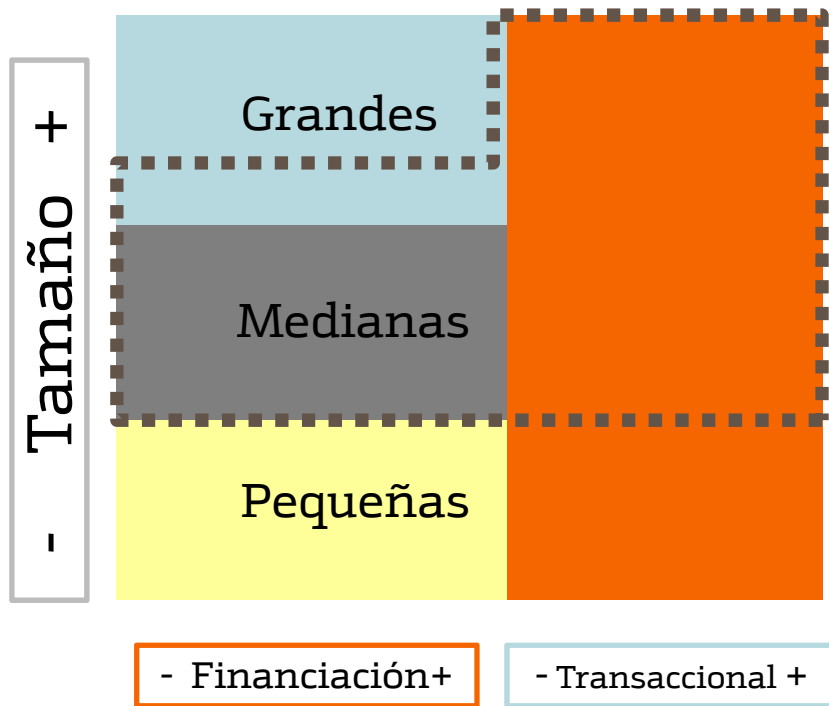 - Tamaño +
Grandes
Medianas
Pequeñas
- Financiación+
- Transaccional +